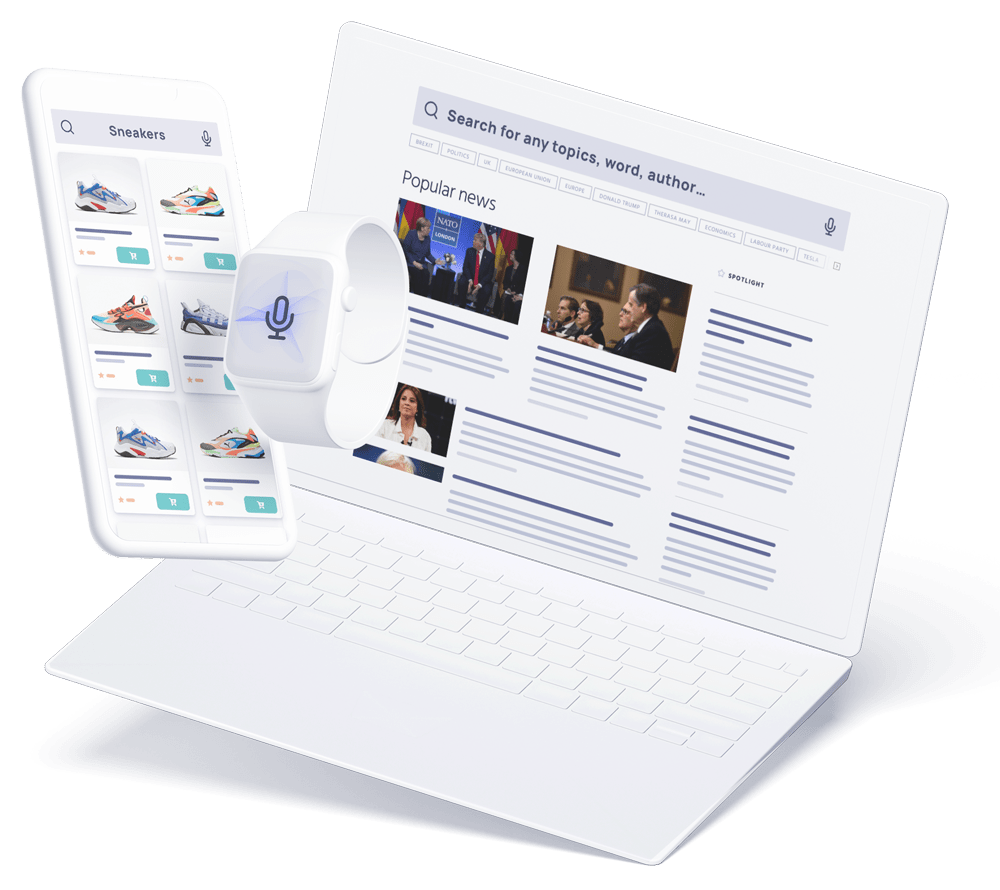 Sneakers
Search for any topics, word, author...
BREXIT
POLITICS
UK
EUROPEAN UNION
EUROPE
DONALD TRUMP
THERASA MAY
ECONOMICS
LABOUR PARTY
TESLA
Popular news
NATO
LONDON
SPOTLIGHT